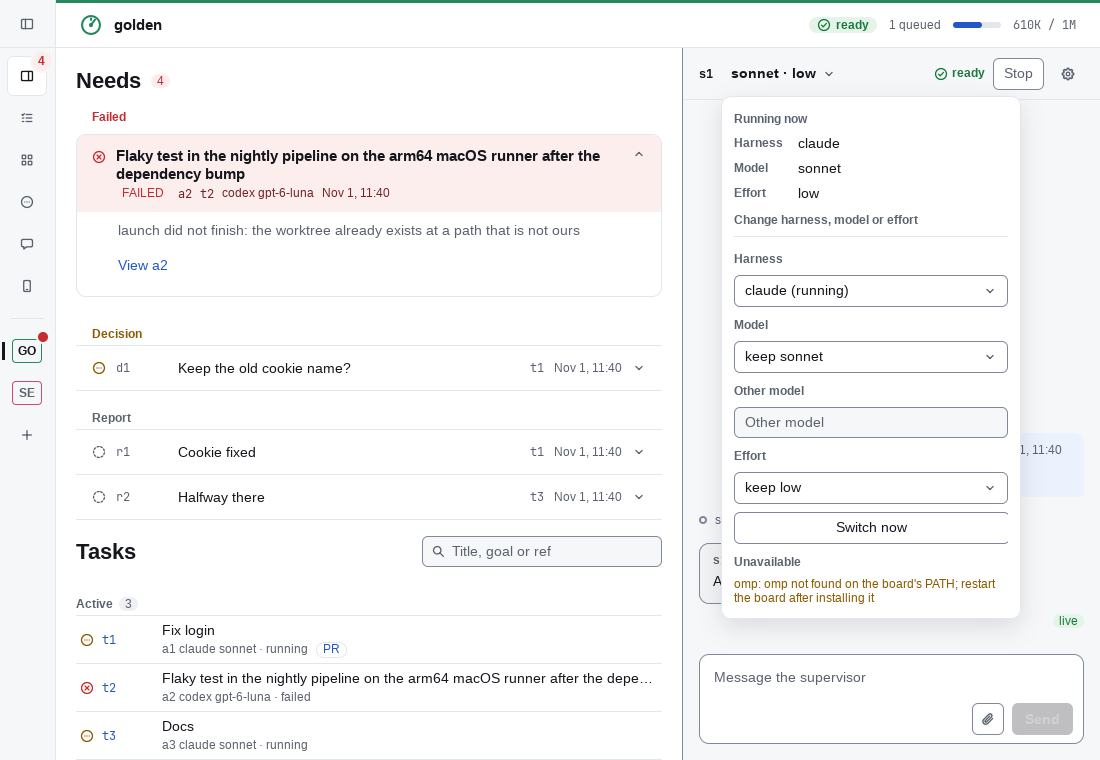 golden
ready
1 queued
610K / 1M
4
GO
SE
Needs 4
Failed
Flaky test in the nightly pipeline on the arm64 macOS runner after the
dependency bump
FAILED a2 t2 codex gpt-6-luna Nov 1, 11:40
launch did not finish: the worktree already exists at a path that is not ours
View a2
Decision
d1 Keep the old cookie name? t1 Nov 1, 11:40
Report
r1 Cookie fixed t1 Nov 1, 11:40
r2 Halfway there t3 Nov 1, 11:40
Tasks
Title, goal or ref
Active 3
t1 Fix login
a1 claude sonnet · running PR
t2 Flaky test in the nightly pipeline on the arm64 macOS runner after the depe…
a2 codex gpt-6-luna · failed
t3 Docs
a3 claude sonnet · running
s1 sonnet · low
ready
Stop
Running now
Harness claude
Model sonnet
Effort low
Change harness, model or effort
Harness
claude (running)
Model
keep sonnet
Other model
Other model
Effort
keep low
Switch now
Unavailable
omp: omp not found on the board's PATH; restart
the board after installing it
1, 11:40
s
s
A
live
Message the supervisor
Send